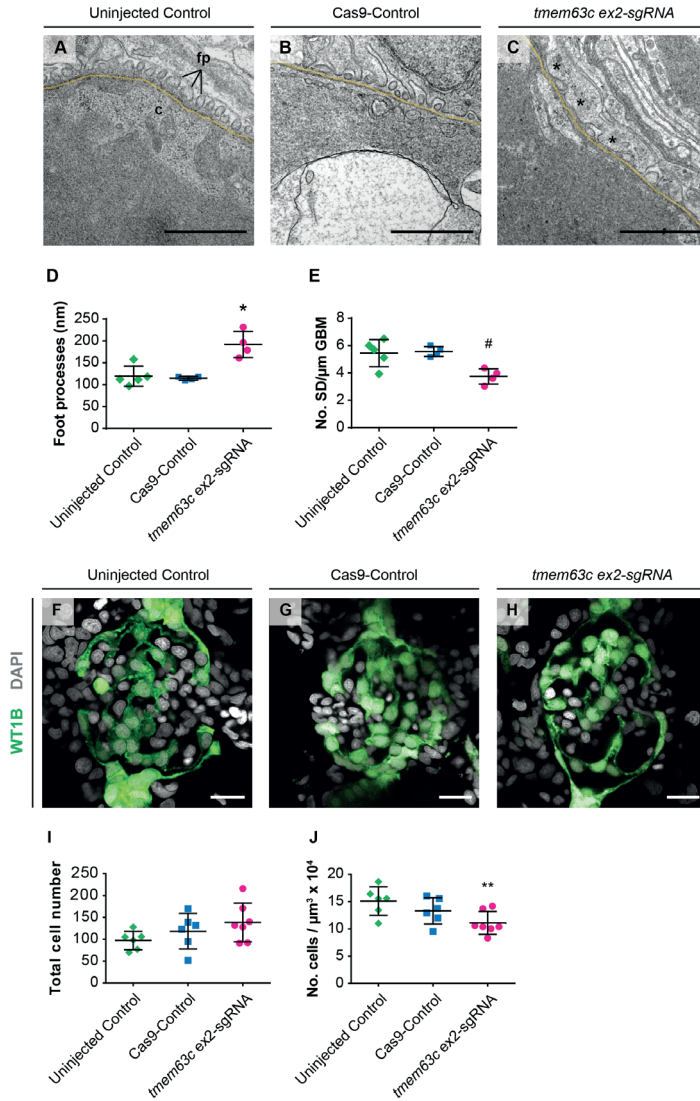 Uninjected Control
Cas9-Control
tmem63c ex2-sgRNA
A
fp
c
B
C
*
*
*
D
Foot processes (nm)
250
200
150
100
50
0
*
Uninjected Control
Cas9-Control
tmem63c ex2-sgRNA
E
No. SD/µm GBM
8
6
4
2
0
#
Uninjected Control
Cas9-Control
tmem63c ex2-sgRNA
Uninjected Control
Cas9-Control
tmem63c ex2-sgRNA
WT1B DAPI
F
G
H
I
Total cell number
250
200
150
100
50
0
Uninjected Control
Cas9-Control
tmem63c ex2-sgRNA
J
No. cells / µm³ x 10⁴
20
15
10
5
0
**
Uninjected Control
Cas9-Control
tmem63c ex2-sgRNA